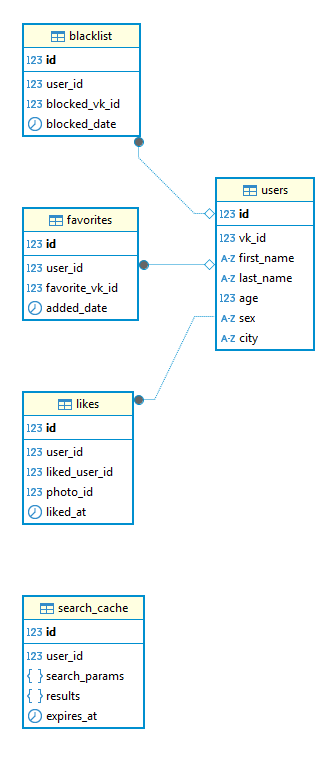 blacklist
123 id
123 user_id
123 blocked_vk_id
blocked_date
users
123 id
123 vk_id
A-Z first_name
A-Z last_name
123 age
A-Z sex
A-Z city
favorites
123 id
123 user_id
123 favorite_vk_id
added_date
likes
123 id
123 user_id
123 liked_user_id
123 photo_id
liked_at
search_cache
123 id
123 user_id
{ } search_params
{ } results
expires_at